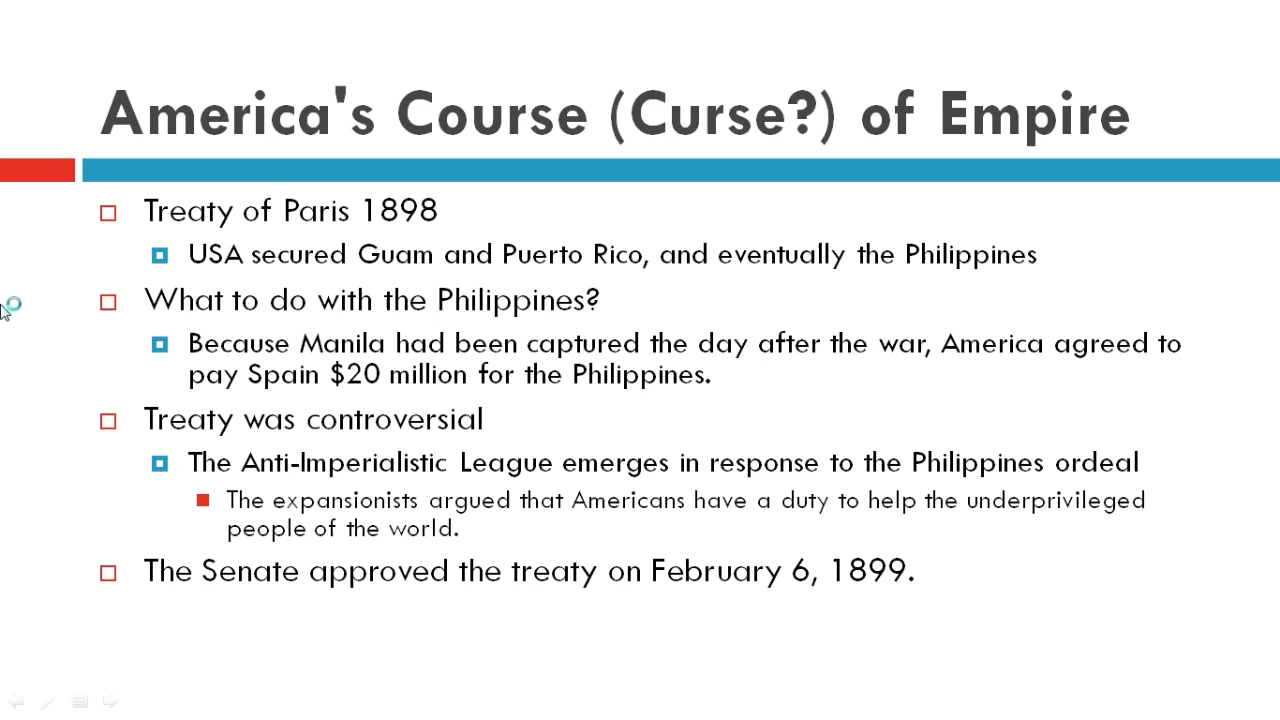 America's Course (Curse?) of Empire
Treaty of Paris 1898
USA secured Guam and Puerto Rico, and eventually the Philippines
What to do with the Philippines?
Because Manila had been captured the day after the war, America agreed to
pay Spain $20 million for the Philippines.
Treaty was controversial
The Anti-Imperialistic League emerges in response to the Philippines ordeal
The expansionists argued that Americans have a duty to help the underprivileged
people of the world.
The Senate approved the treaty on February 6, 1899.